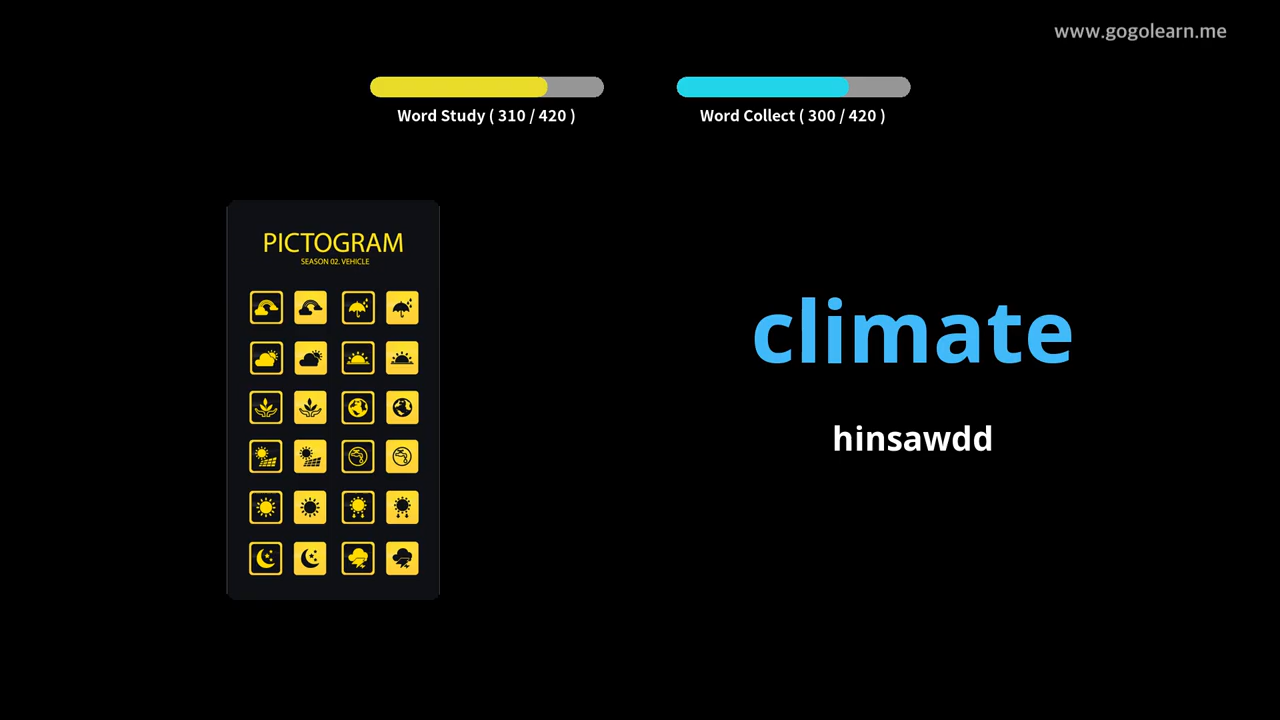 www.gogolearn.me
Word Study ( 310 / 420 )
Word Collect ( 300 / 420 )
PICTOGRAM
SEASON 02. VEHICLE
climate
hinsawdd